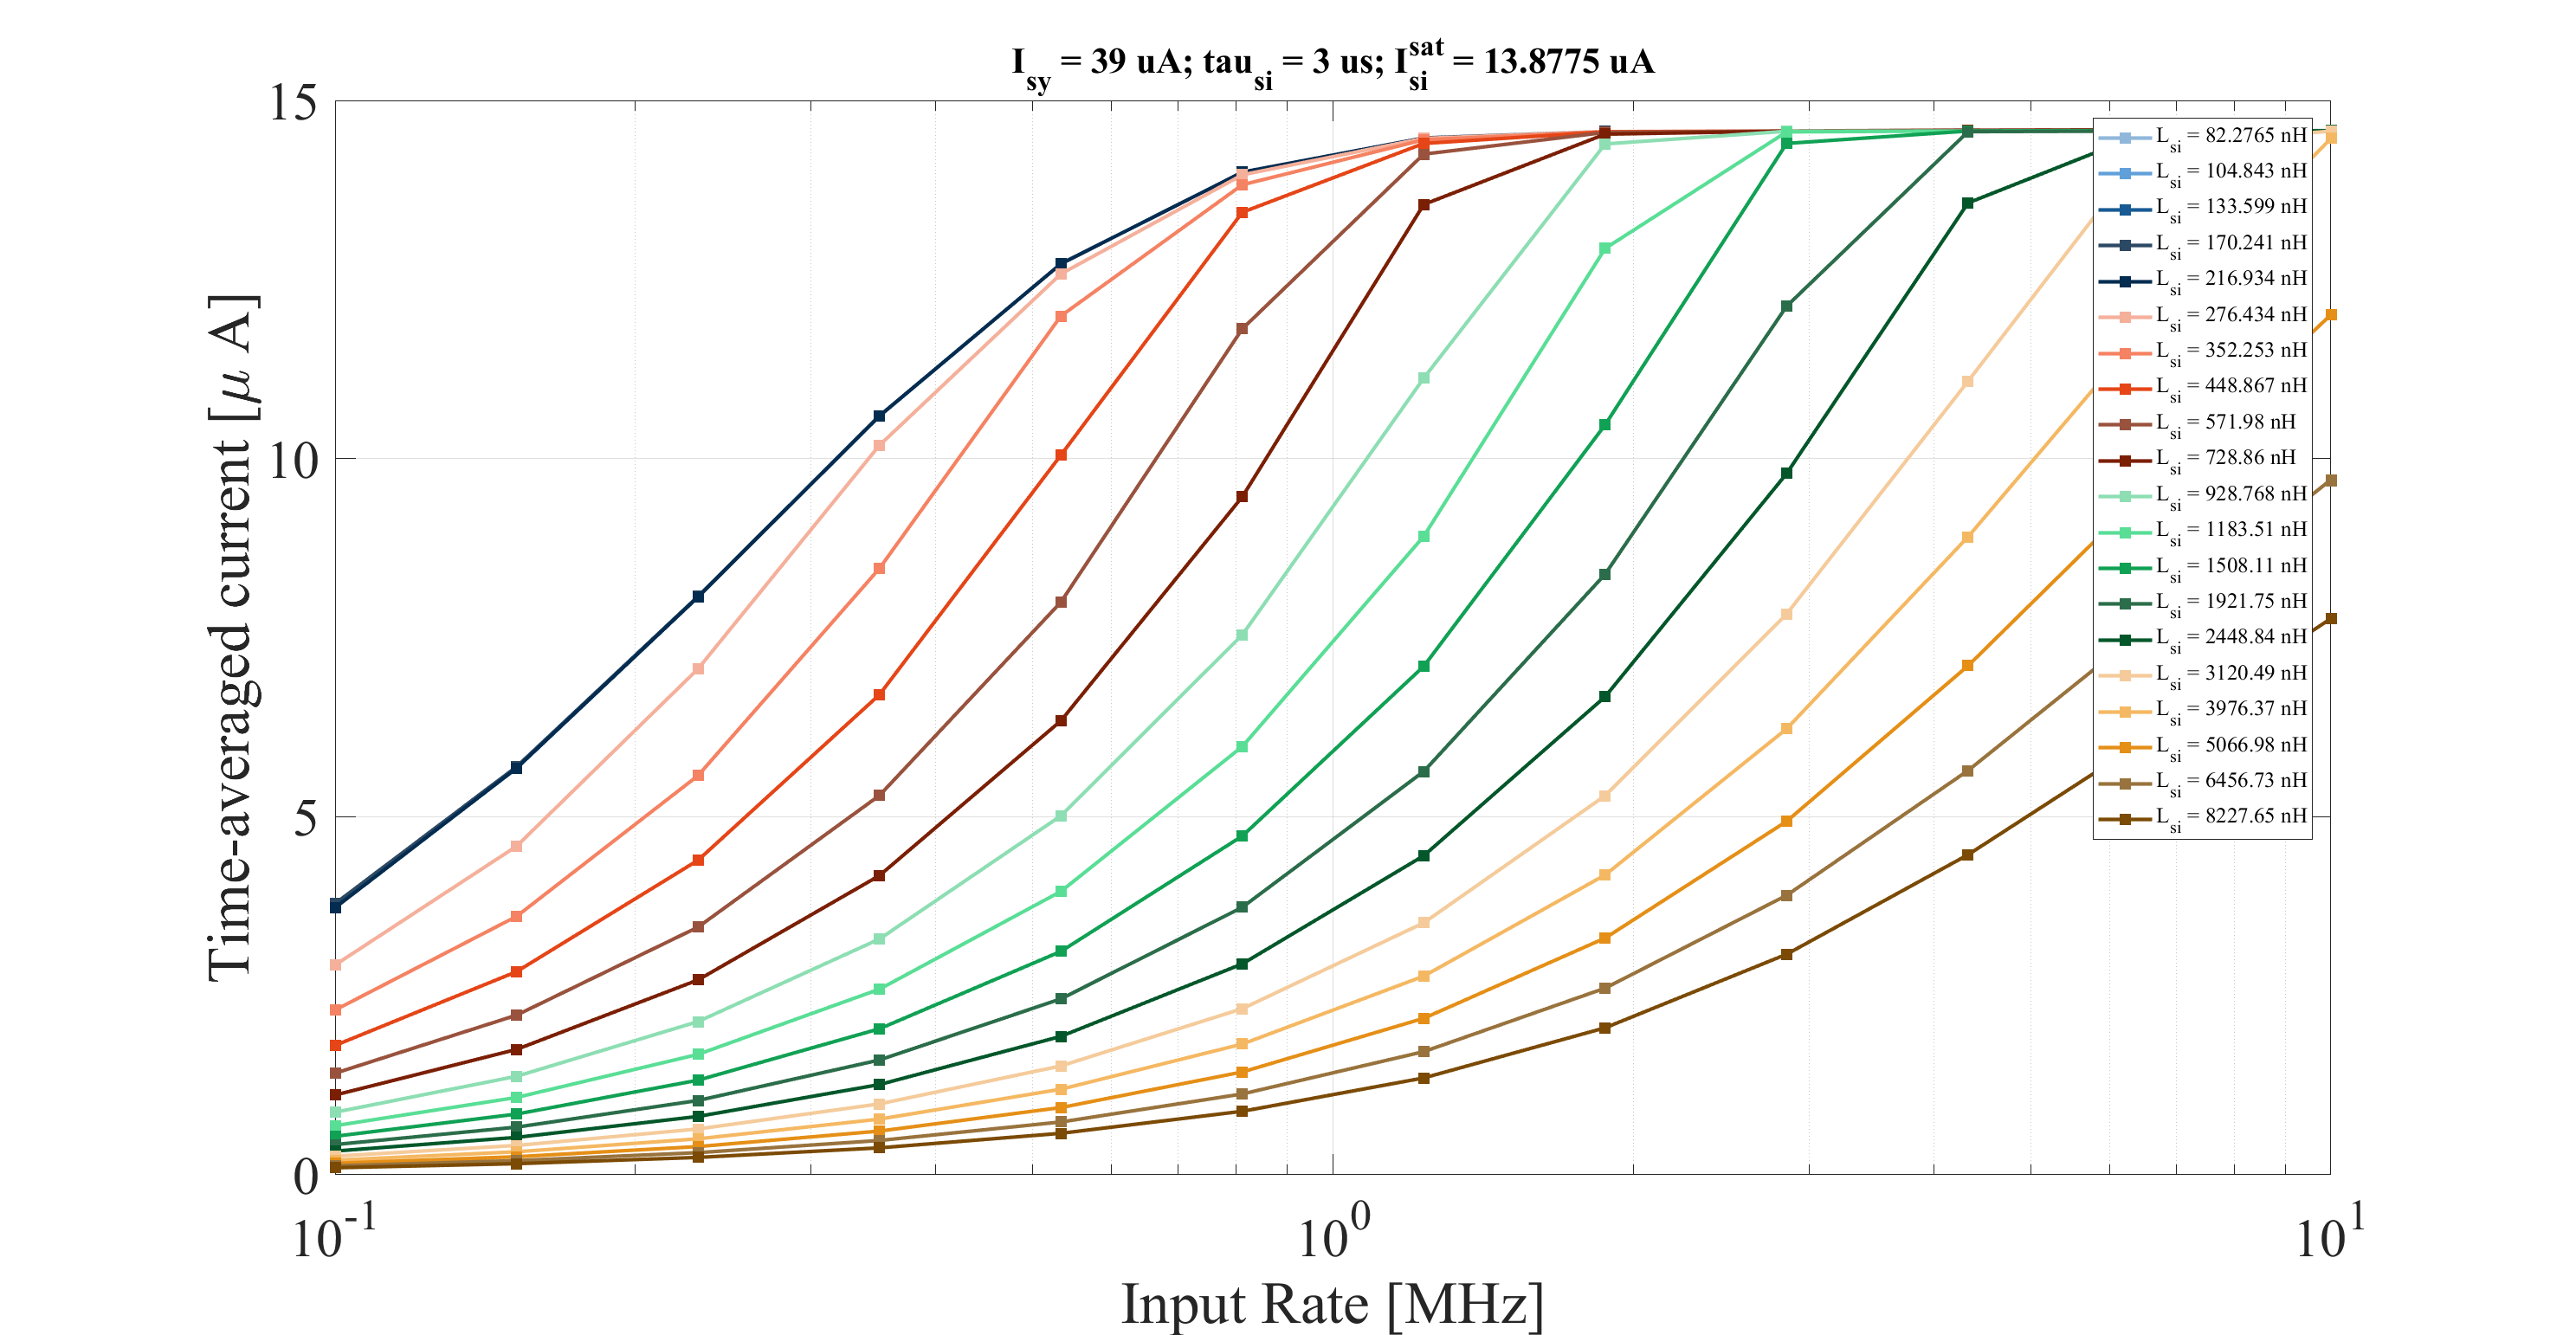 I_sy = 39 uA; tau_si = 3 us; I_si^sat = 13.8775 uA
15
10
5
0
Time-averaged current [μ A]
10^-1
10^0
10^1
Input Rate [MHz]
L_si = 82.2765 nH
L_si = 104.843 nH
L_si = 133.599 nH
L_si = 170.241 nH
L_si = 216.934 nH
L_si = 276.434 nH
L_si = 352.253 nH
L_si = 448.867 nH
L_si = 571.98 nH
L_si = 728.86 nH
L_si = 928.768 nH
L_si = 1183.51 nH
L_si = 1508.11 nH
L_si = 1921.75 nH
L_si = 2448.84 nH
L_si = 3120.49 nH
L_si = 3976.37 nH
L_si = 5066.98 nH
L_si = 6456.73 nH
L_si = 8227.65 nH